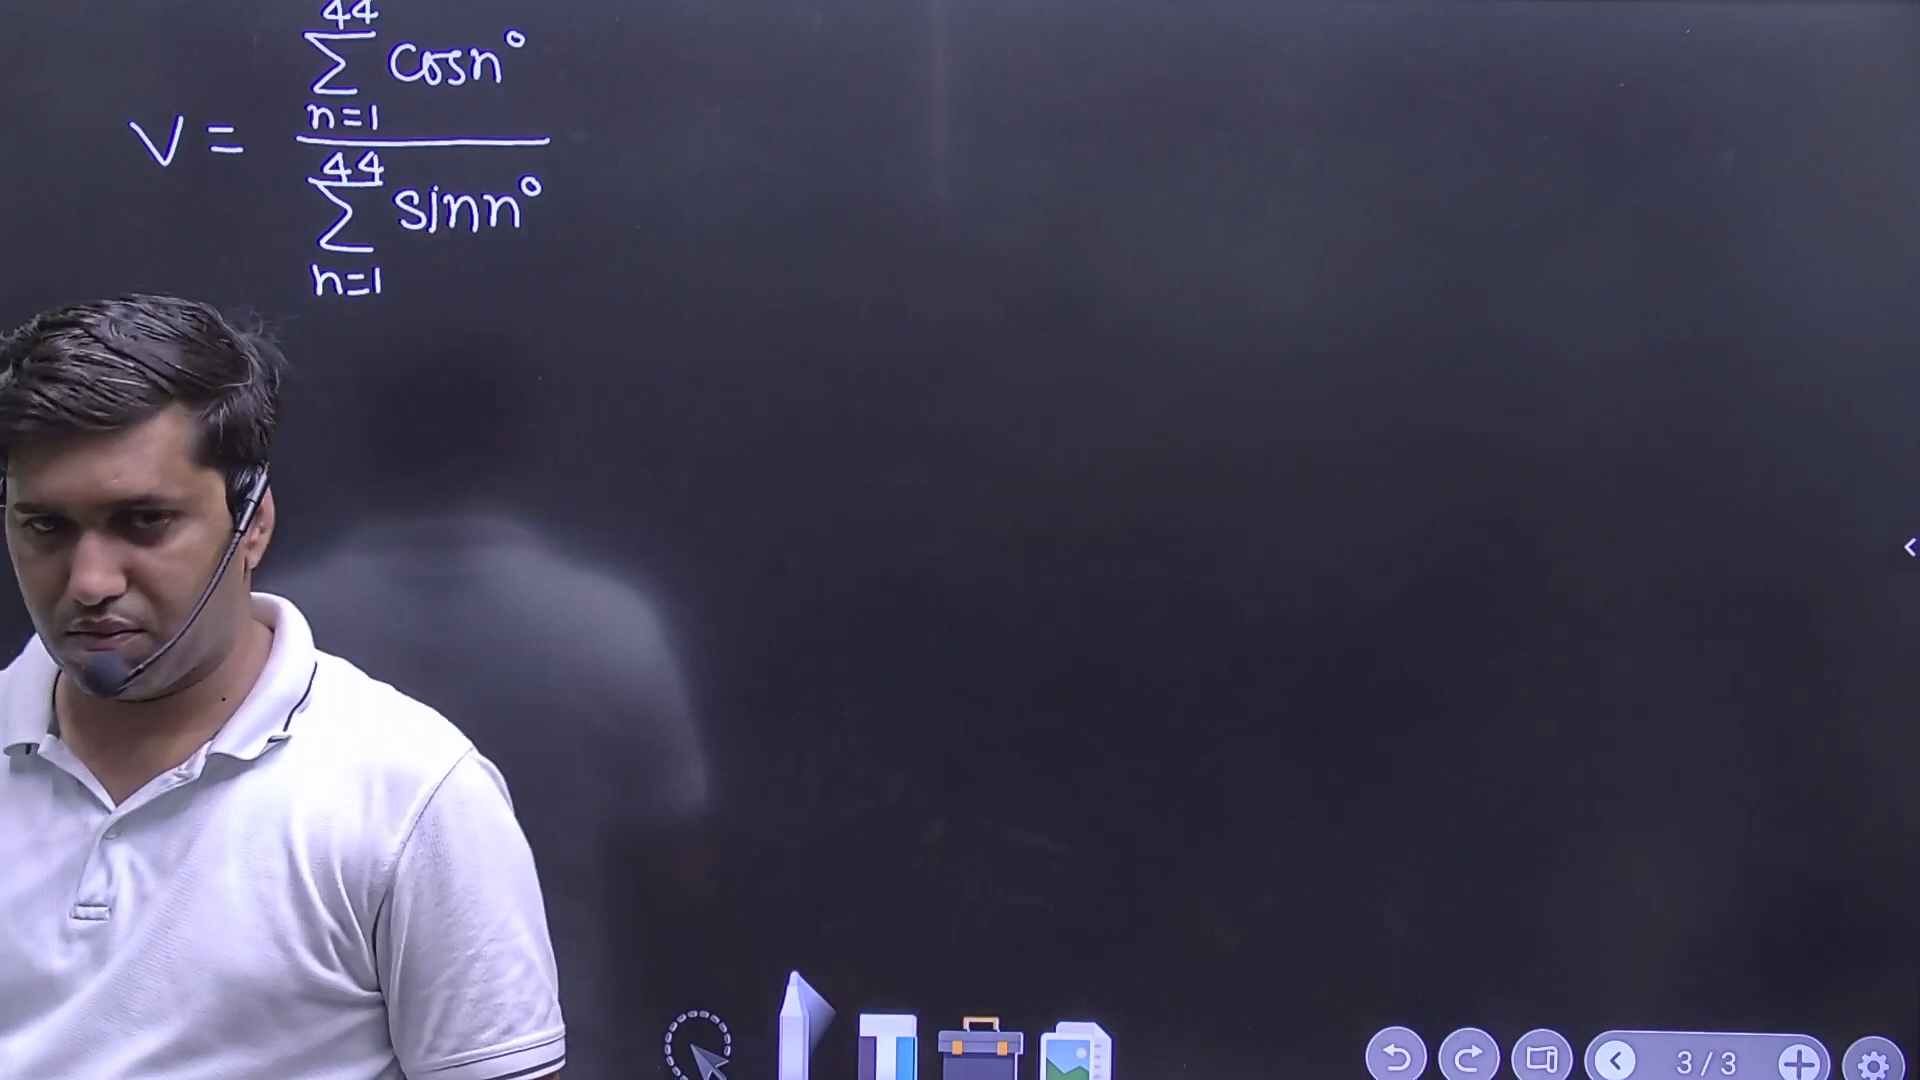 44
∑ cosn°
n=1
V =
44
∑ sinn°
n=1
3/3